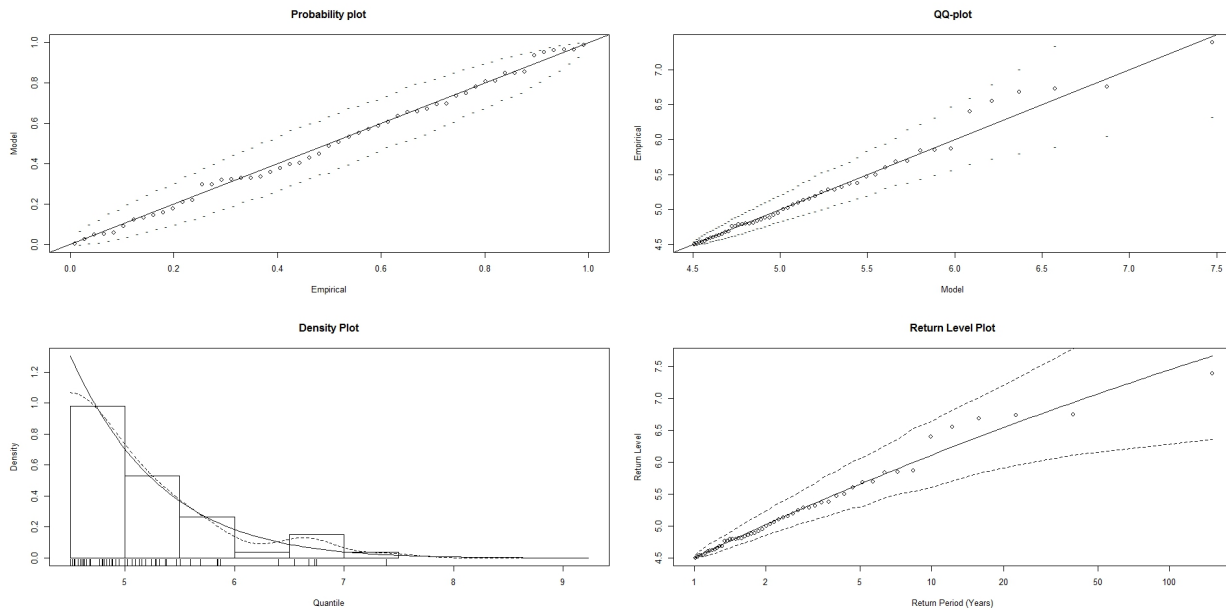 Probability plot
Model
0.0 0.2 0.4 0.6 0.8 1.0
0.0 0.2 0.4 0.6 0.8 1.0
Empirical
QQ-plot
Empirical
4.5 5.0 5.5 6.0 6.5 7.0
4.5 5.0 5.5 6.0 6.5 7.0 7.5
Model
Density Plot
Density
0.0 0.2 0.4 0.6 0.8 1.0 1.2
5 6 7 8 9
Quantile
Return Level Plot
Return Level
4.5 5.0 5.5 6.0 6.5 7.0 7.5
1 2 5 10 20 50 100
Return Period (Years)